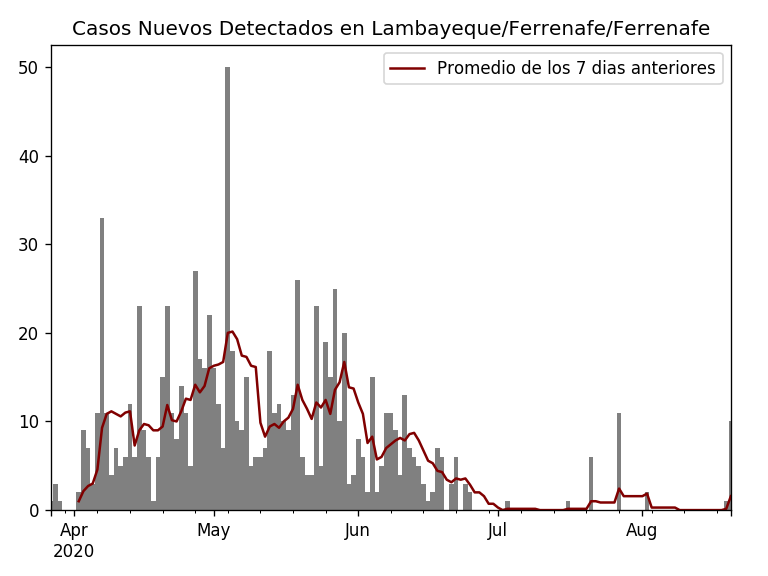 Casos Nuevos Detectados en Lambayeque/Ferrenafe/Ferrenafe
Promedio de los 7 dias anteriores
50
40
30
20
10
0
Apr May Jun Jul Aug
2020